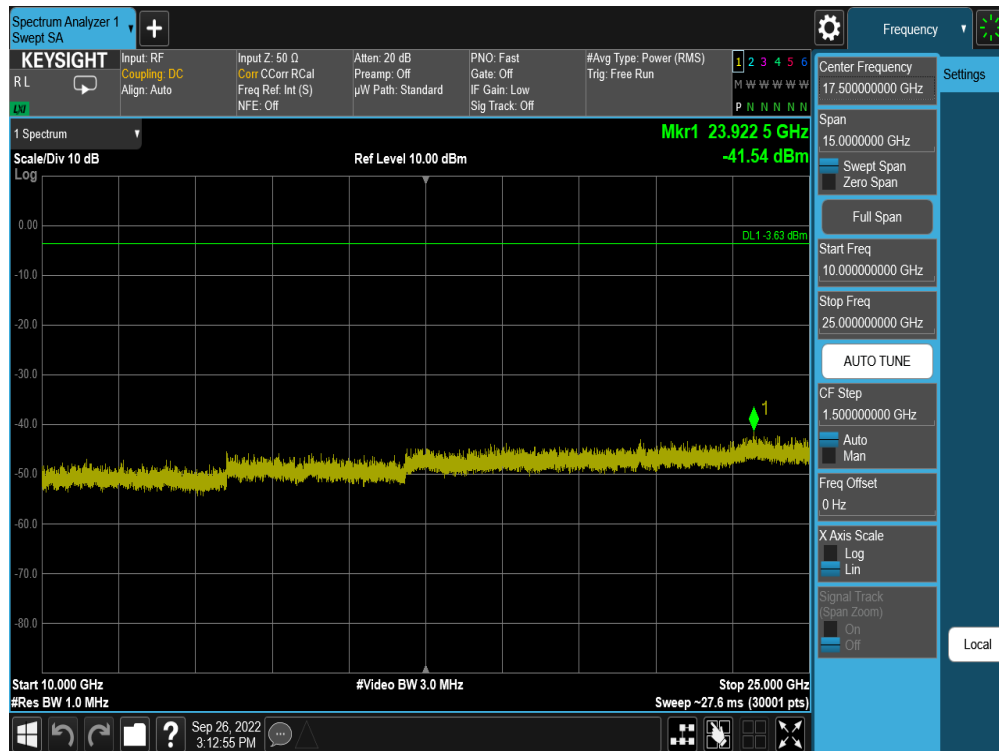 Spectrum Analyzer 1
Swept SA
Frequency
KEYSIGHT
R L
LXI
Input: RF
Coupling: DC
Align: Auto
Input Z: 50 Ω
Corr CCorr RCal
Freq Ref: Int (S)
NFE: Off
Atten: 20 dB
Preamp: Off
µW Path: Standard
PNO: Fast
Gate: Off
IF Gain: Low
Sig Track: Off
#Avg Type: Power (RMS)
Trig: Free Run
1 2 3 4 5 6
M W W W W W
P N N N N N
1 Spectrum
Mkr1 23.922 5 GHz
Scale/Div 10 dB
Ref Level 10.00 dBm
-41.54 dBm
Log
0.00
DL1 -3.63 dBm
-10.0
-20.0
-30.0
-40.0
1
-50.0
-60.0
-70.0
-80.0
Start 10.000 GHz
#Video BW 3.0 MHz
Stop 25.000 GHz
#Res BW 1.0 MHz
Sweep ~27.6 ms (30001 pts)
Center Frequency
17.500000000 GHz
Settings
Span
15.0000000 GHz
Swept Span
Zero Span
Full Span
Start Freq
10.000000000 GHz
Stop Freq
25.000000000 GHz
AUTO TUNE
CF Step
1.500000000 GHz
Auto
Man
Freq Offset
0 Hz
X Axis Scale
Log
Lin
Signal Track
(Span Zoom)
On
Off
Local
?
Sep 26, 2022
3:12:55 PM